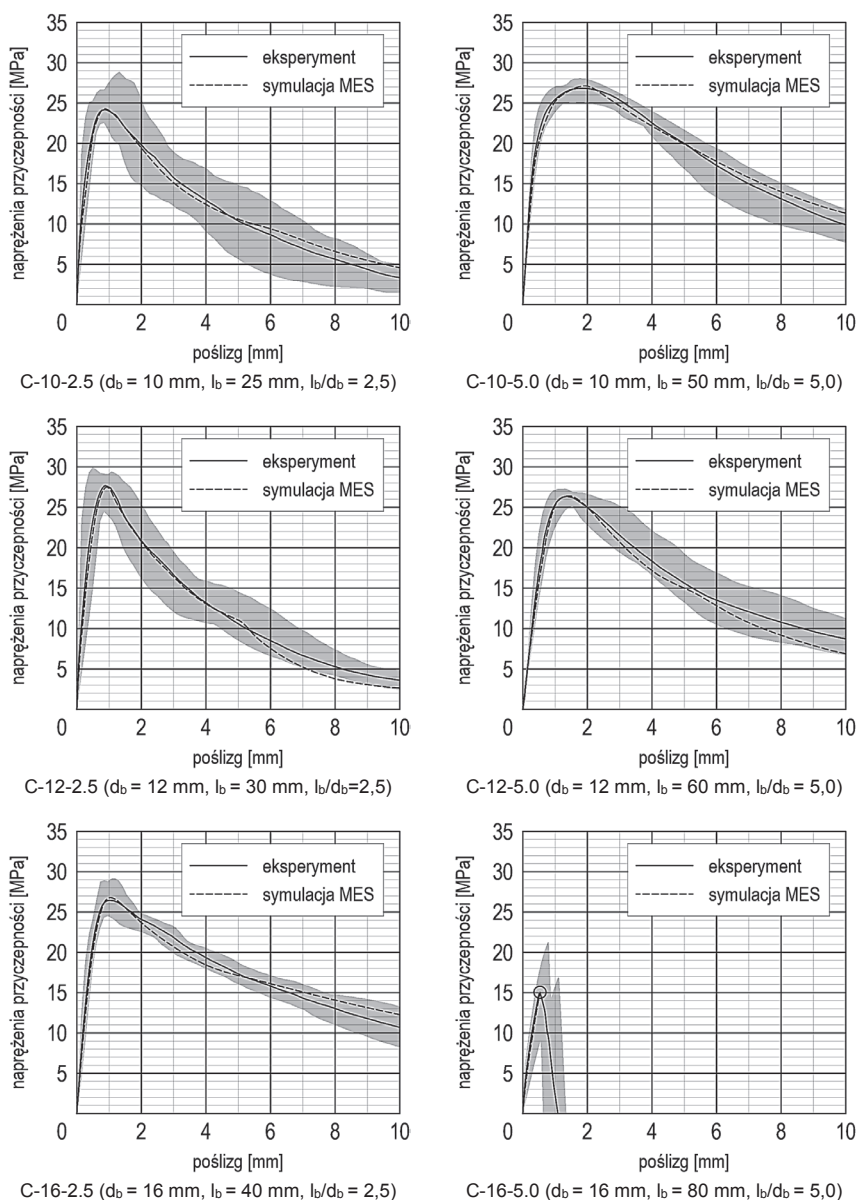 naprężenia przyczepności [MPa]
35
30
25
20
15
10
5
0
2
4
6
8
10
poślizg [mm]
eksperyment
symulacja MES
C-10-2.5 (db = 10 mm, lb = 25 mm, lb/db = 2,5)
naprężenia przyczepności [MPa]
35
30
25
20
15
10
5
0
2
4
6
8
10
poślizg [mm]
eksperyment
symulacja MES
C-10-5.0 (db = 10 mm, lb = 50 mm, lb/db = 5,0)
naprężenia przyczepności [MPa]
35
30
25
20
15
10
5
0
2
4
6
8
10
poślizg [mm]
eksperyment
symulacja MES
C-12-2.5 (db = 12 mm, lb = 30 mm, lb/db=2,5)
naprężenia przyczepności [MPa]
35
30
25
20
15
10
5
0
2
4
6
8
10
poślizg [mm]
eksperyment
symulacja MES
C-12-5.0 (db = 12 mm, lb = 60 mm, lb/db = 5,0)
naprężenia przyczepności [MPa]
35
30
25
20
15
10
5
0
2
4
6
8
10
poślizg [mm]
eksperyment
symulacja MES
C-16-2.5 (db = 16 mm, lb = 40 mm, lb/db = 2,5)
naprężenia przyczepności [MPa]
35
30
25
20
15
10
5
0
2
4
6
8
10
poślizg [mm]
eksperyment
symulacja MES
C-16-5.0 (db = 16 mm, lb = 80 mm, lb/db = 5,0)